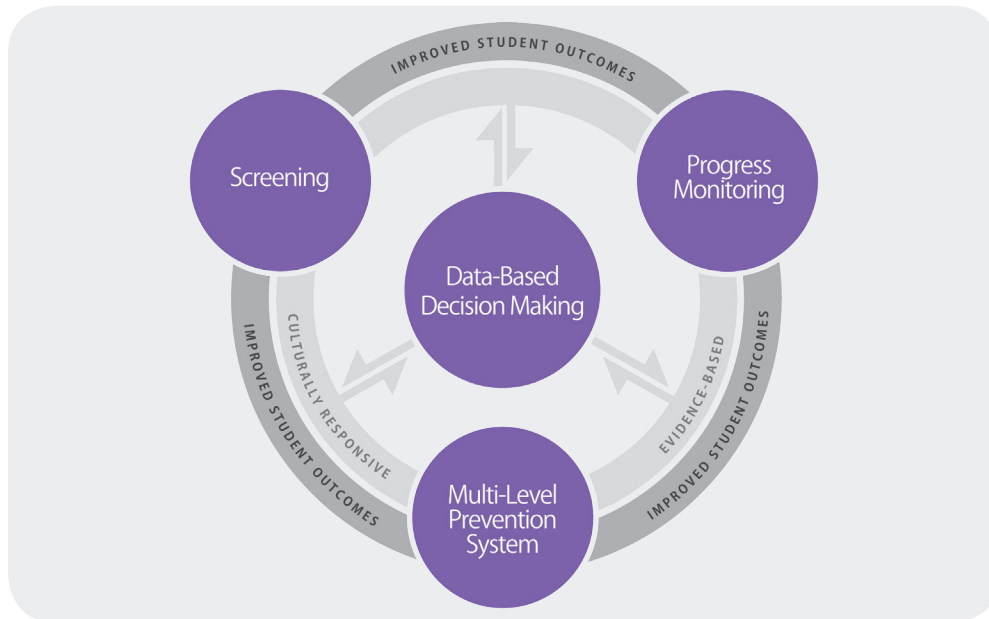 IMPROVED STUDENT OUTCOMES
Screening
Progress
Monitoring
Data-Based
Decision Making
IMPROVED STUDENT OUTCOMES
CULTURALLY RESPONSIVE
EVIDENCE-BASED
IMPROVED STUDENT OUTCOMES
Multi-Level
Prevention
System